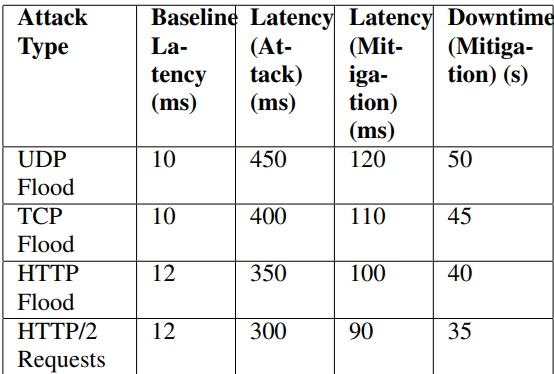 Attack Type | Baseline La-tency (ms) | Latency (At-tack) (ms) | Latency (Mit-iga-tion) (ms) | Downtime (Mitiga-tion) (s)
UDP Flood | 10 | 450 | 120 | 50
TCP Flood | 10 | 400 | 110 | 45
HTTP Flood | 12 | 350 | 100 | 40
HTTP/2 Requests | 12 | 300 | 90 | 35